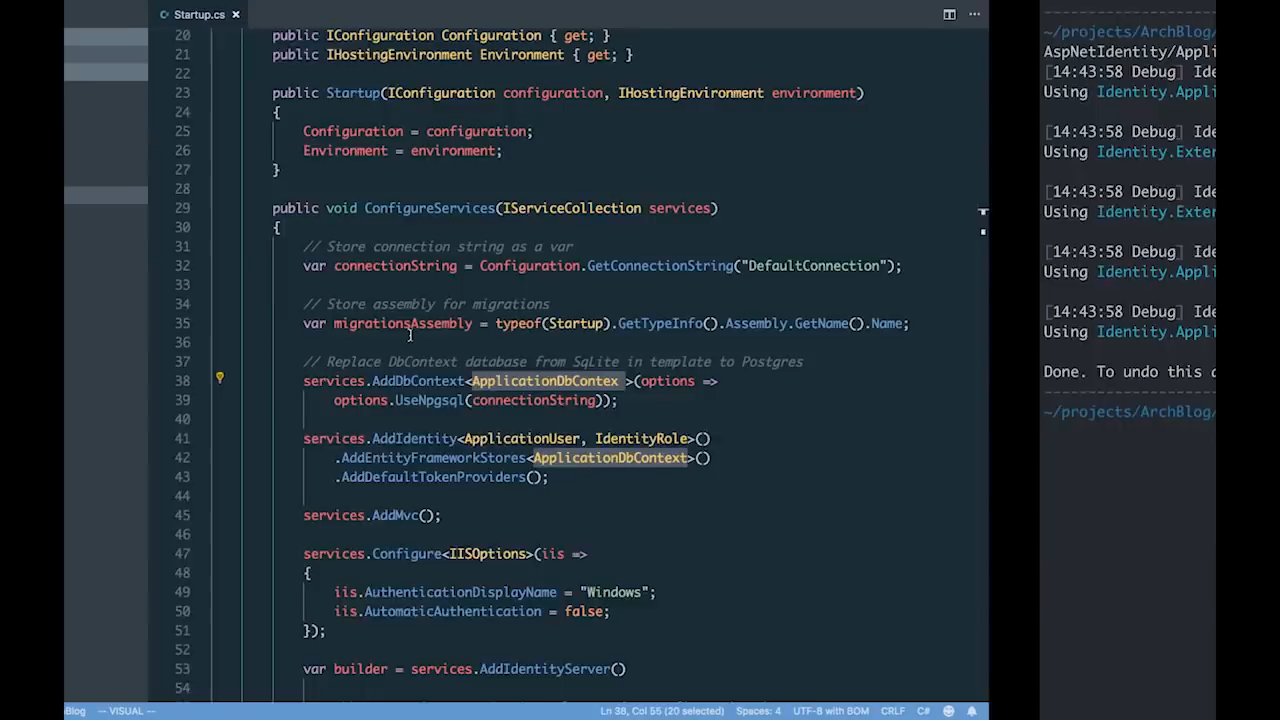 Startup.cs
20 public IConfiguration Configuration { get; }
21 public IHostingEnvironment Environment { get; }
22
23 public Startup(IConfiguration configuration, IHostingEnvironment environment)
24 {
25 Configuration = configuration;
26 Environment = environment;
27 }
28
29 public void ConfigureServices(IServiceCollection services)
30 {
31 // Store connection string as a var
32 var connectionString = Configuration.GetConnectionString("DefaultConnection");
33
34 // Store assembly for migrations
35 var migrationsAssembly = typeof(Startup).GetTypeInfo().Assembly.GetName().Name;
36
37 // Replace DbContext database from SqLite in template to Postgres
38 services.AddDbContext<ApplicationDbContex >(options =>
39 options.UseNpgsql(connectionString));
40
41 services.AddIdentity<ApplicationUser, IdentityRole>()
42 .AddEntityFrameworkStores<ApplicationDbContext>()
43 .AddDefaultTokenProviders();
44
45 services.AddMvc();
46
47 services.Configure<IISOptions>(iis =>
48 {
49 iis.AuthenticationDisplayName = "Windows";
50 iis.AutomaticAuthentication = false;
51 });
52
53 var builder = services.AddIdentityServer()
54
Blog -- VISUAL -- Ln 38, Col 55 (20 selected) Spaces: 4 UTF-8 with BOM CRLF C#
~/projects/ArchBlog/
AspNetIdentity/Appli
[14:43:58 Debug] Ide
Using Identity.Appli
[14:43:58 Debug] Ide
Using Identity.Exter
[14:43:58 Debug] Ide
Using Identity.Exter
[14:43:58 Debug] Ide
Using Identity.Appli
[14:43:58 Debug] Ide
Using Identity.Appli
Done. To undo this a
~/projects/ArchBlog/